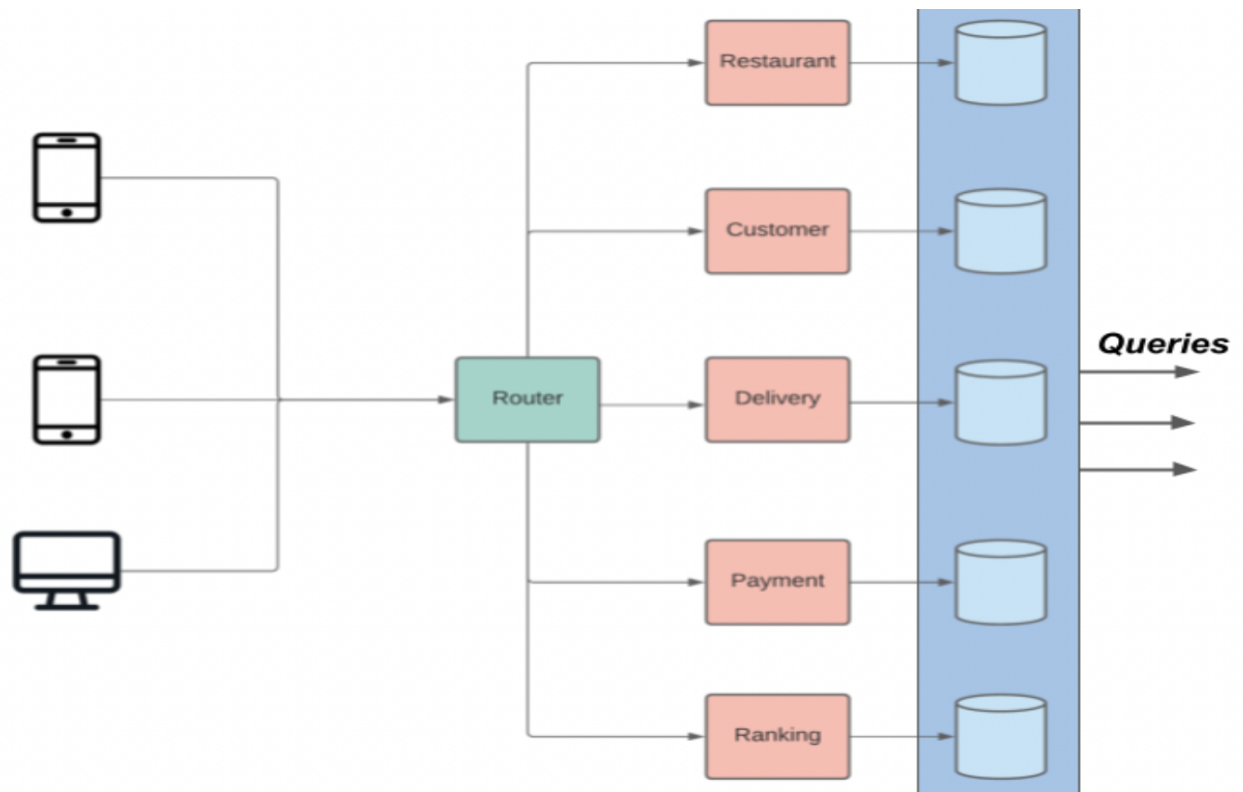 Restaurant
Customer
Queries
Router
Delivery
Payment
Ranking